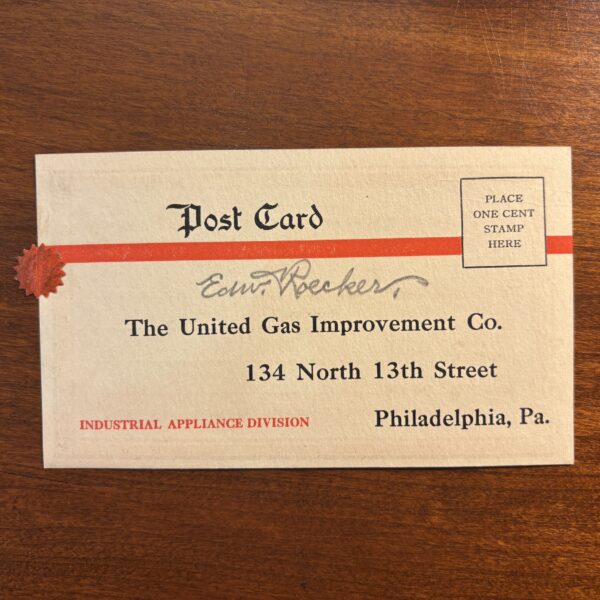 Post Card
PLACE
ONE CENT
STAMP
HERE
Edw. Roecker,
The United Gas Improvement Co.
134 North 13th Street
Philadelphia, Pa.
INDUSTRIAL APPLIANCE DIVISION